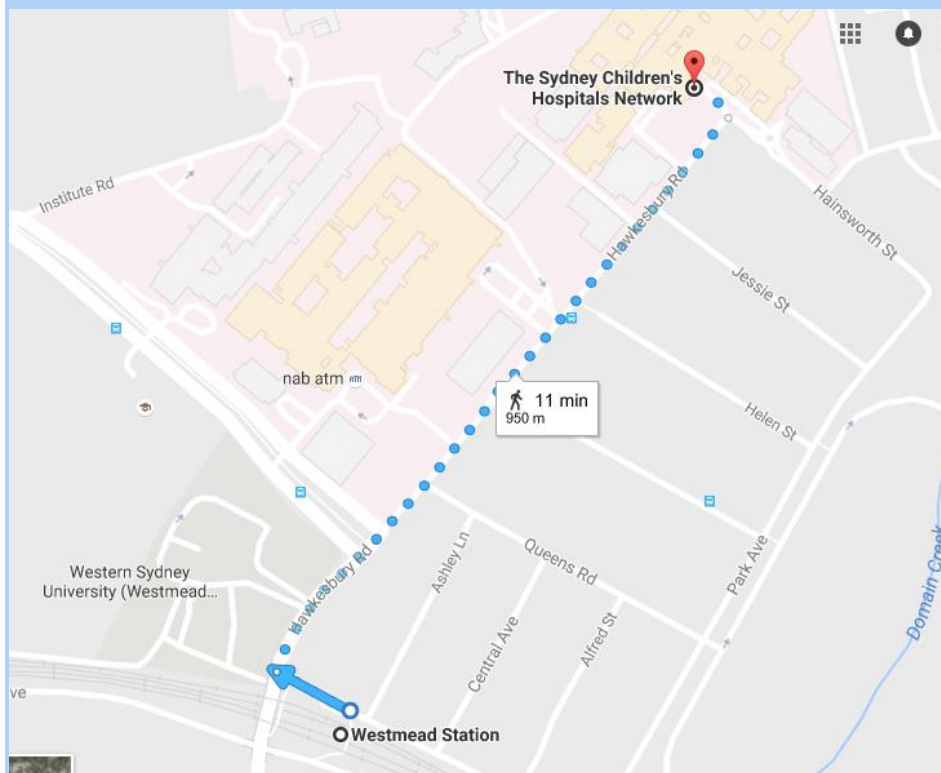 The Sydney Children's
Hospitals Network
Institute Rd
Hawkesbury Rd
Hainsworth St
Jessie St
nab atm
ATM
11 min
950 m
Helen St
Ashley Ln
Queens Rd
Park Ave
Hawkesbury Rd
Western Sydney
University (Westmead...
Central Ave
Alfred St
Domain Creek
ve
Westmead Station